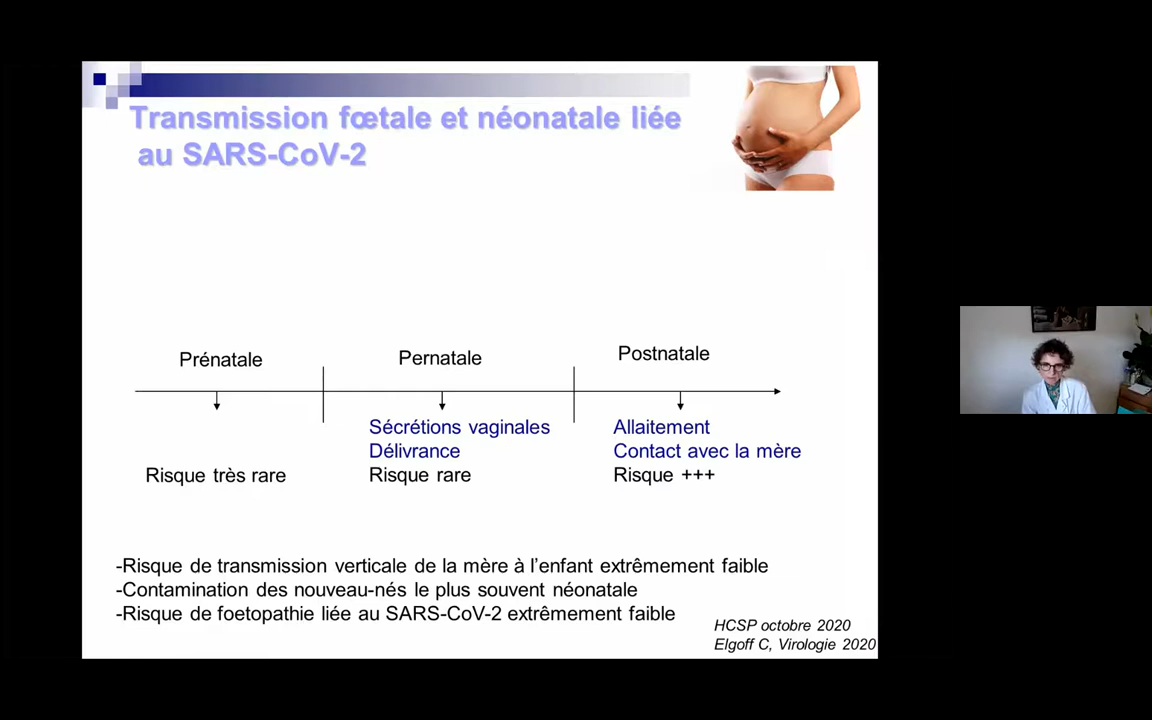 Transmission fœtale et néonatale liée
au SARS-CoV-2
Prénatale
Pernatale
Postnatale
Sécrétions vaginales
Délivrance
Risque rare
Allaitement
Contact avec la mère
Risque +++
Risque très rare
-Risque de transmission verticale de la mère à l’enfant extrêmement faible
-Contamination des nouveau-nés le plus souvent néonatale
-Risque de foetopathie liée au SARS-CoV-2 extrêmement faible
HCSP octobre 2020
Elgoff C, Virologie 2020